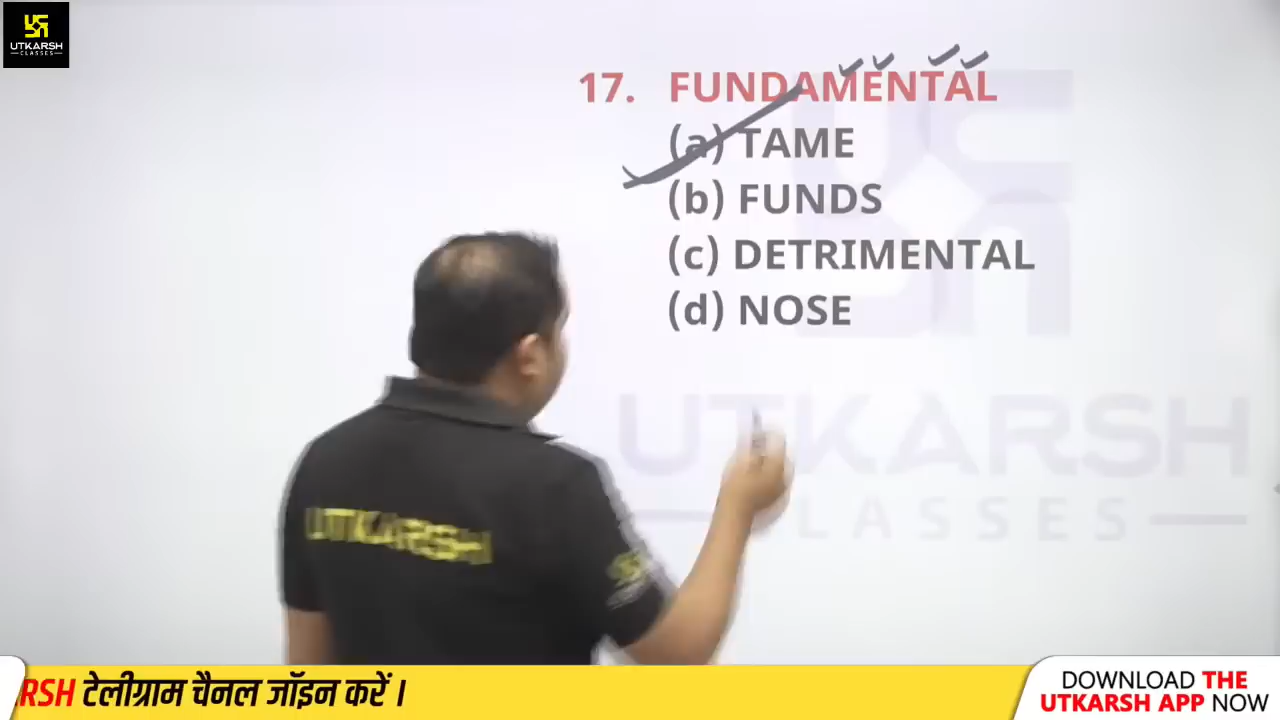 UTKARSH
CLASSES
17. FUNDAMENTAL
(a) TAME
(b) FUNDS
(c) DETRIMENTAL
(d) NOSE
UTKARSH
CLASSES
UTKARSH
RSH टेलीग्राम चैनल जॉइन करें ।
DOWNLOAD THE
UTKARSH APP NOW